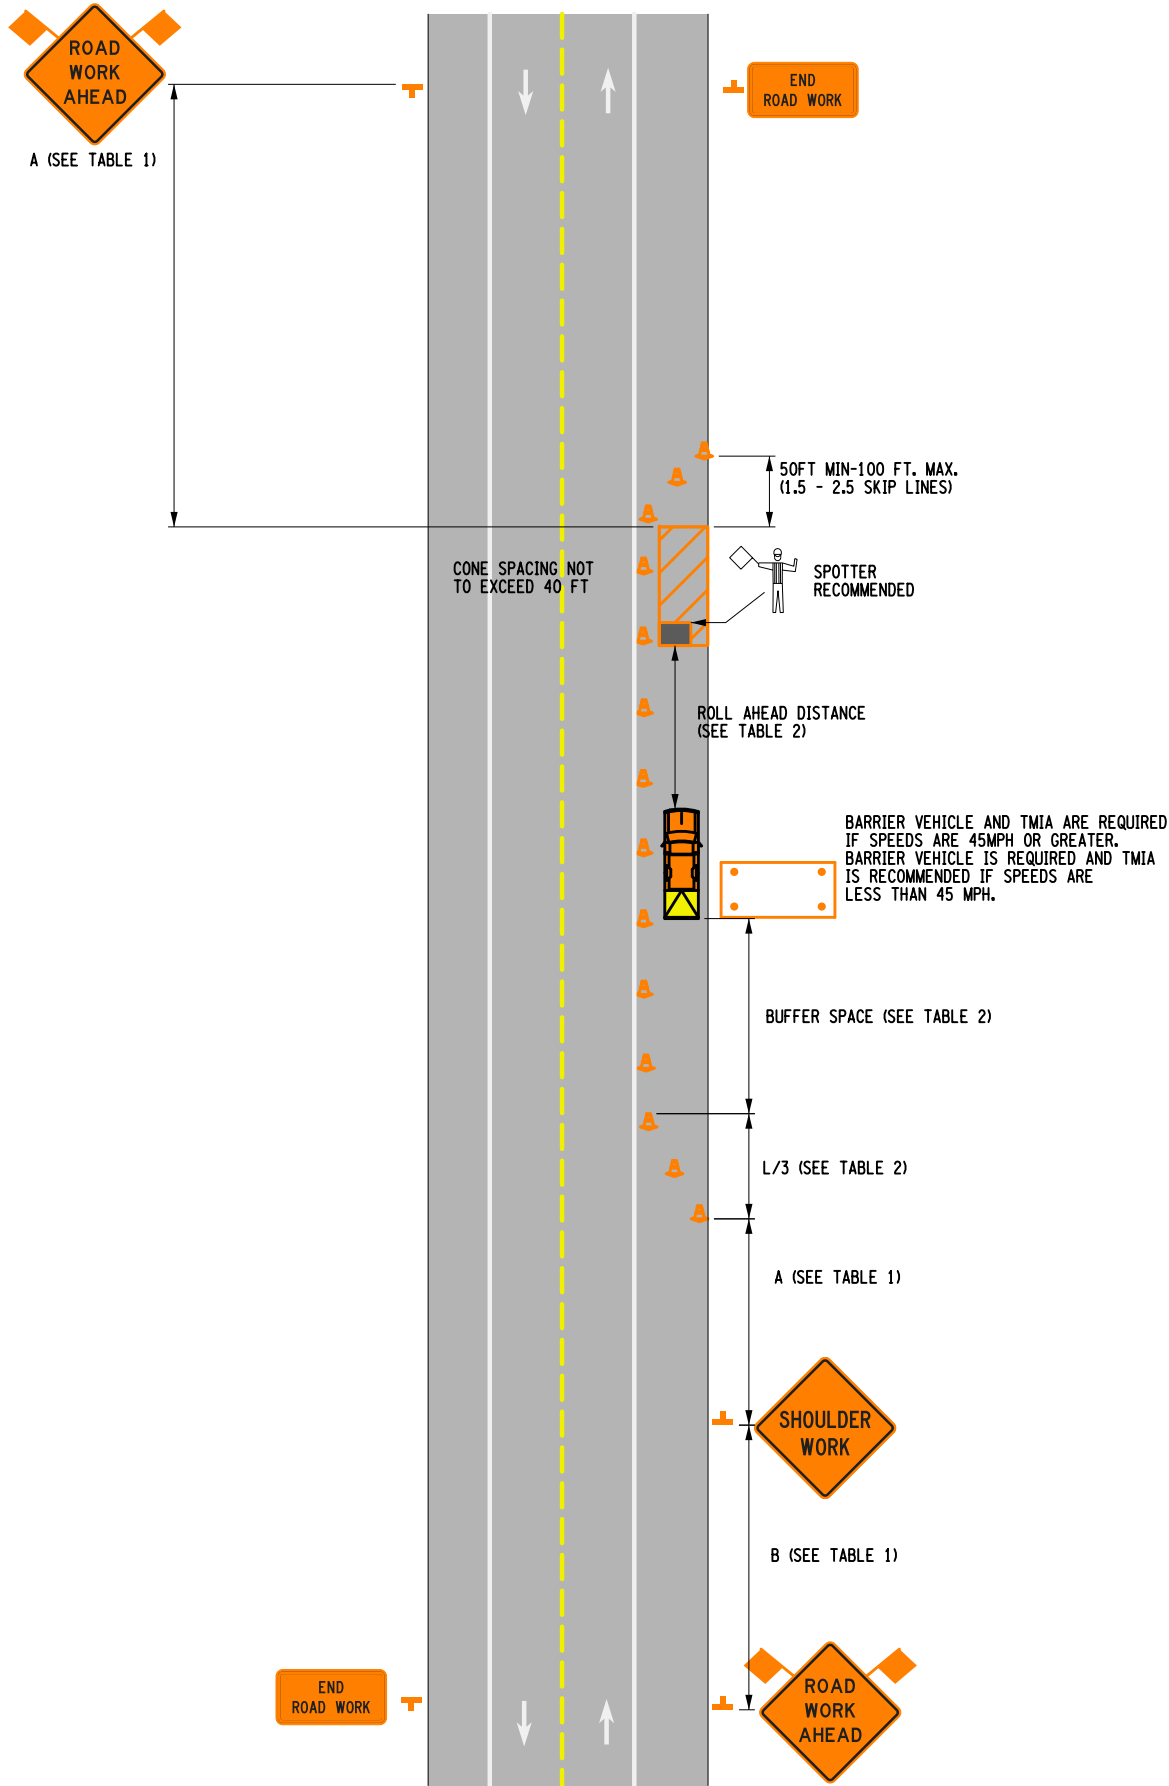 ROAD
WORK
AHEAD
A (SEE TABLE 1)
END
ROAD WORK
50FT MIN-100 FT. MAX.
(1.5 - 2.5 SKIP LINES)
CONE SPACING NOT
TO EXCEED 40 FT
SPOTTER
RECOMMENDED
ROLL AHEAD DISTANCE
(SEE TABLE 2)
BARRIER VEHICLE AND TMIA ARE REQUIRED
IF SPEEDS ARE 45MPH OR GREATER.
BARRIER VEHICLE IS REQUIRED AND TMIA
IS RECOMMENDED IF SPEEDS ARE
LESS THAN 45 MPH.
BUFFER SPACE (SEE TABLE 2)
L/3 (SEE TABLE 2)
A (SEE TABLE 1)
SHOULDER
WORK
B (SEE TABLE 1)
END
ROAD WORK
ROAD
WORK
AHEAD